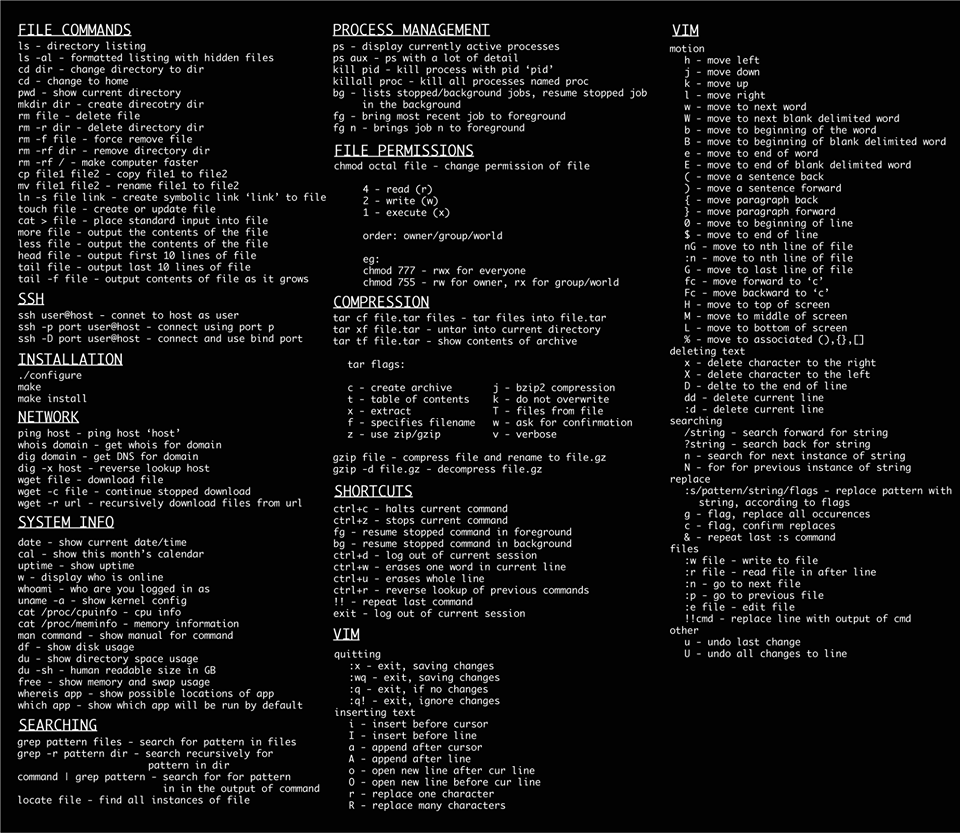 FILE COMMANDS
ls - directory listing
ls -al - formatted listing with hidden files
cd dir - change directory to dir
cd - change to home
pwd - show current directory
mkdir dir - create direcotry dir
rm file - delete file
rm -r dir - delete directory dir
rm -f file - force remove file
rm -rf dir - remove directory dir
rm -rf / - make computer faster
cp file1 file2 - copy file1 to file2
mv file1 file2 - rename file1 to file2
ln -s file link - create symbolic link ‘link’ to file
touch file - create or update file
cat > file - place standard input into file
more file - output the contents of the file
less file - output the contents of the file
head file - output first 10 lines of file
tail file - output last 10 lines of file
tail -f file - output contents of file as it grows
SSH
ssh user@host - connet to host as user
ssh -p port user@host - connect using port p
ssh -D port user@host - connect and use bind port
INSTALLATION
./configure
make
make install
NETWORK
ping host - ping host ‘host’
whois domain - get whois for domain
dig domain - get DNS for domain
dig -x host - reverse lookup host
wget file - download file
wget -c file - continue stopped download
wget -r url - recursively download files from url
SYSTEM INFO
date - show current date/time
cal - show this month’s calendar
uptime - show uptime
w - display who is online
whoami - who are you logged in as
uname -a - show kernel config
cat /proc/cpuinfo - cpu info
cat /proc/meminfo - memory information
man command - show manual for command
df - show disk usage
du - show directory space usage
du -sh - human readable size in GB
free - show memory and swap usage
whereis app - show possible locations of app
which app - show which app will be run by default
SEARCHING
grep pattern files - search for pattern in files
grep -r pattern dir - search recursively for
pattern in dir
command | grep pattern - search for for pattern
in in the output of command
locate file - find all instances of file
PROCESS MANAGEMENT
ps - display currently active processes
ps aux - ps with a lot of detail
kill pid - kill process with pid ‘pid’
killall proc - kill all processes named proc
bg - lists stopped/background jobs, resume stopped job
in the background
fg - bring most recent job to foreground
fg n - brings job n to foreground
FILE PERMISSIONS
chmod octal file - change permission of file
4 - read (r)
2 - write (w)
1 - execute (x)
order: owner/group/world
eg:
chmod 777 - rwx for everyone
chmod 755 - rw for owner, rx for group/world
COMPRESSION
tar cf file.tar files - tar files into file.tar
tar xf file.tar - untar into current directory
tar tf file.tar - show contents of archive
tar flags:
c - create archive j - bzip2 compression
t - table of contents k - do not overwrite
x - extract T - files from file
f - specifies filename w - ask for confirmation
z - use zip/gzip v - verbose
gzip file - compress file and rename to file.gz
gzip -d file.gz - decompress file.gz
SHORTCUTS
ctrl+c - halts current command
ctrl+z - stops current command
fg - resume stopped command in foreground
bg - resume stopped command in background
ctrl+d - log out of current session
ctrl+w - erases one word in current line
ctrl+u - erases whole line
ctrl+r - reverse lookup of previous commands
!! - repeat last command
exit - log out of current session
VIM
quitting
:x - exit, saving changes
:wq - exit, saving changes
:q - exit, if no changes
:q! - exit, ignore changes
inserting text
i - insert before cursor
I - insert before line
a - append after cursor
A - append after line
o - open new line after cur line
O - open new line before cur line
r - replace one character
R - replace many characters
VIM
motion
h - move left
j - move down
k - move up
l - move right
w - move to next word
W - move to next blank delimited word
b - move to beginning of the word
B - move to beginning of blank delimited word
e - move to end of word
E - move to end of blank delimited word
( - move a sentence back
) - move a sentence forward
{ - move paragraph back
} - move paragraph forward
0 - move to beginning of line
$ - move to end of line
nG - move to nth line of file
:n - move to nth line of file
G - move to last line of file
fc - move forward to ‘c’
Fc - move backward to ‘c’
H - move to top of screen
M - move to middle of screen
L - move to bottom of screen
% - move to associated (),{},[]
deleting text
x - delete character to the right
X - delete character to the left
D - delte to the end of line
dd - delete current line
:d - delete current line
searching
/string - search forward for string
?string - search back for string
n - search for next instance of string
N - for for previous instance of string
replace
:s/pattern/string/flags - replace pattern with
string, according to flags
g - flag, replace all occurences
c - flag, confirm replaces
& - repeat last :s command
files
:w file - write to file
:r file - read file in after line
:n - go to next file
:p - go to previous file
:e file - edit file
!!cmd - replace line with output of cmd
other
u - undo last change
U - undo all changes to line